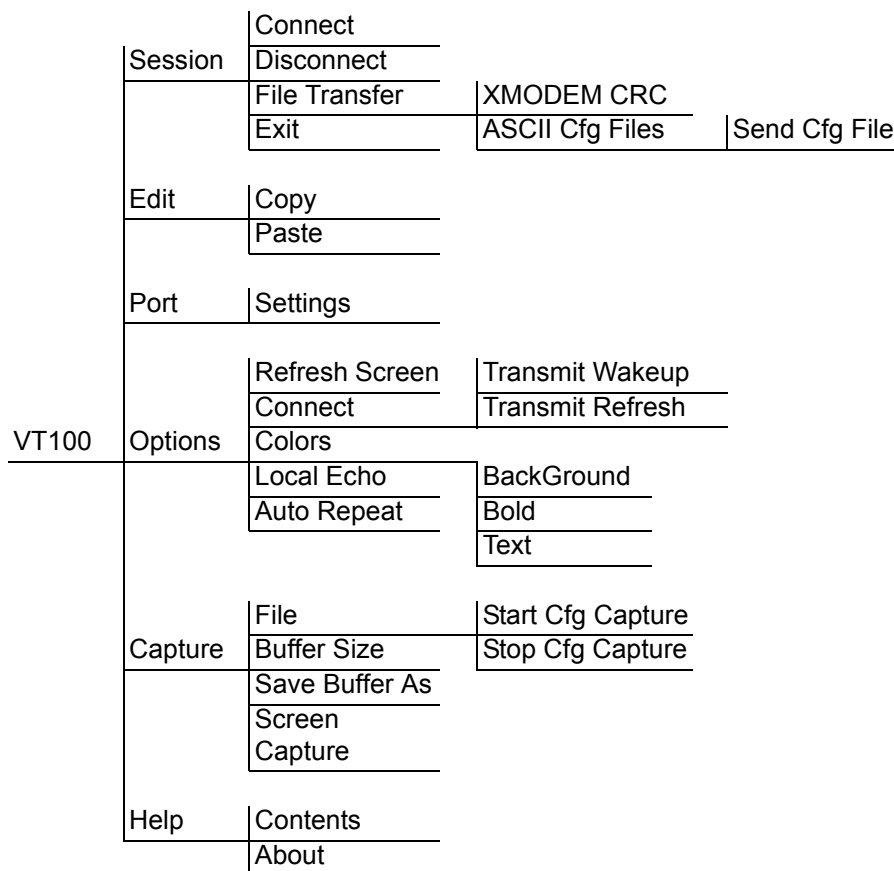 Connect
Session Disconnect
File Transfer XMODEM CRC
Exit ASCII Cfg Files Send Cfg File
Edit Copy
Paste
Port Settings
Refresh Screen Transmit Wakeup
Connect Transmit Refresh
VT100 Options Colors
Local Echo BackGround
Auto Repeat Bold
Text
File Start Cfg Capture
Capture Buffer Size Stop Cfg Capture
Save Buffer As
Screen
Capture
Help Contents
About